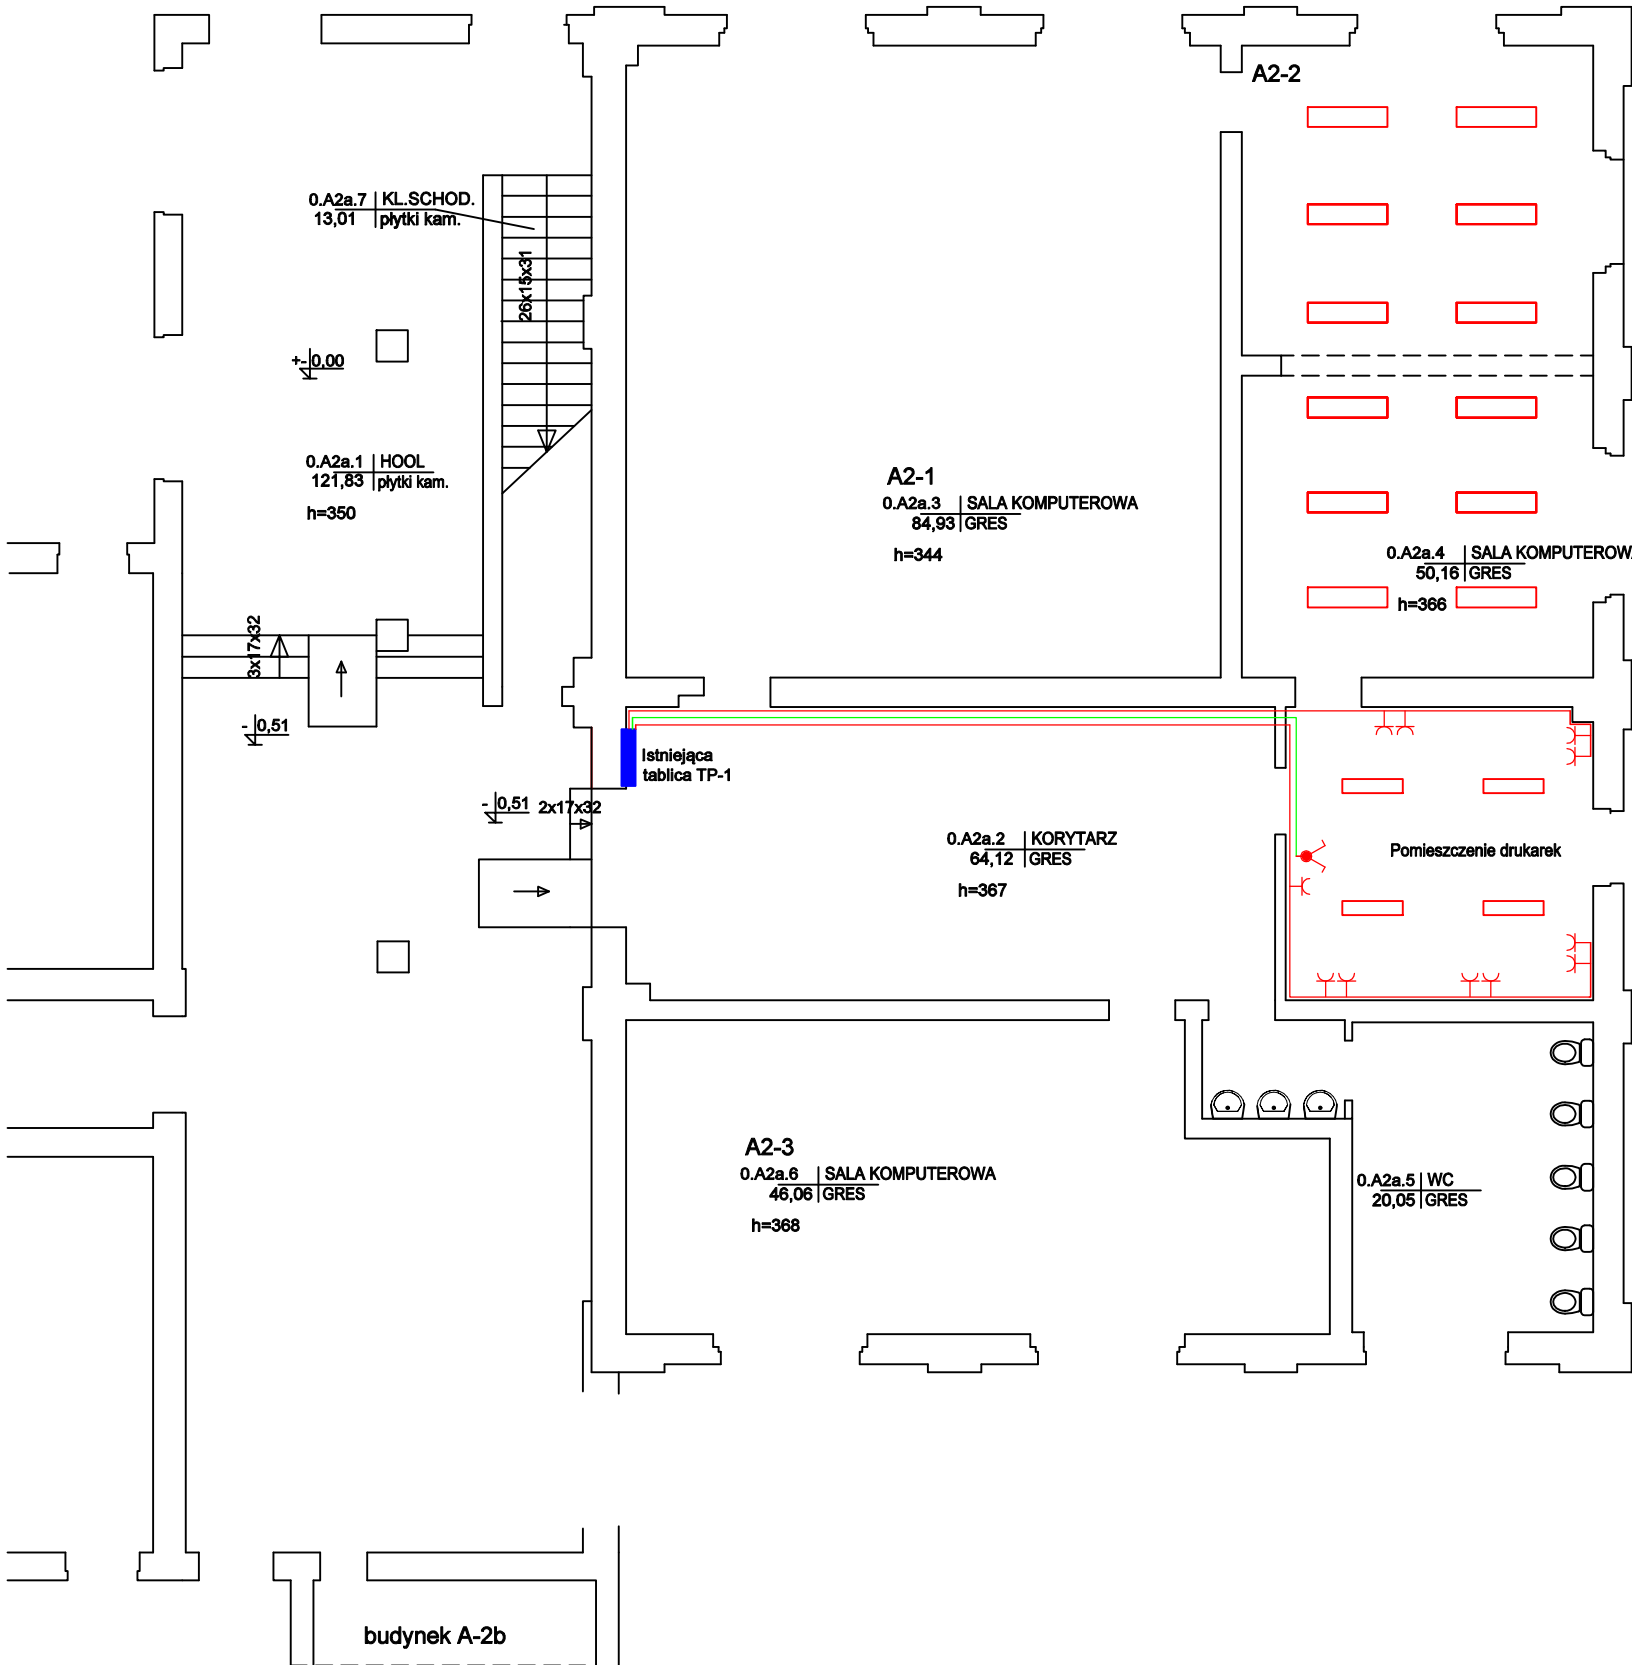 A2-2
0.A2a.7 KL.SCHOD.
13,01 płytki kam.
26x15x31
+- 0,00
0.A2a.1 HOOL
121,83 płytki kam.
h=350
A2-1
0.A2a.3 SALA KOMPUTEROWA
84,93 GRES
h=344
0.A2a.4 SALA KOMPUTEROWA
50,16 GRES
h=366
3x17x32
- 0,51
Istniejąca
tablica TP-1
- 0,51 2x17x32
0.A2a.2 KORYTARZ
64,12 GRES
h=367
Pomieszczenie drukarek
A2-3
0.A2a.6 SALA KOMPUTEROWA
46,06 GRES
h=368
0.A2a.5 WC
20,05 GRES
budynek A-2b